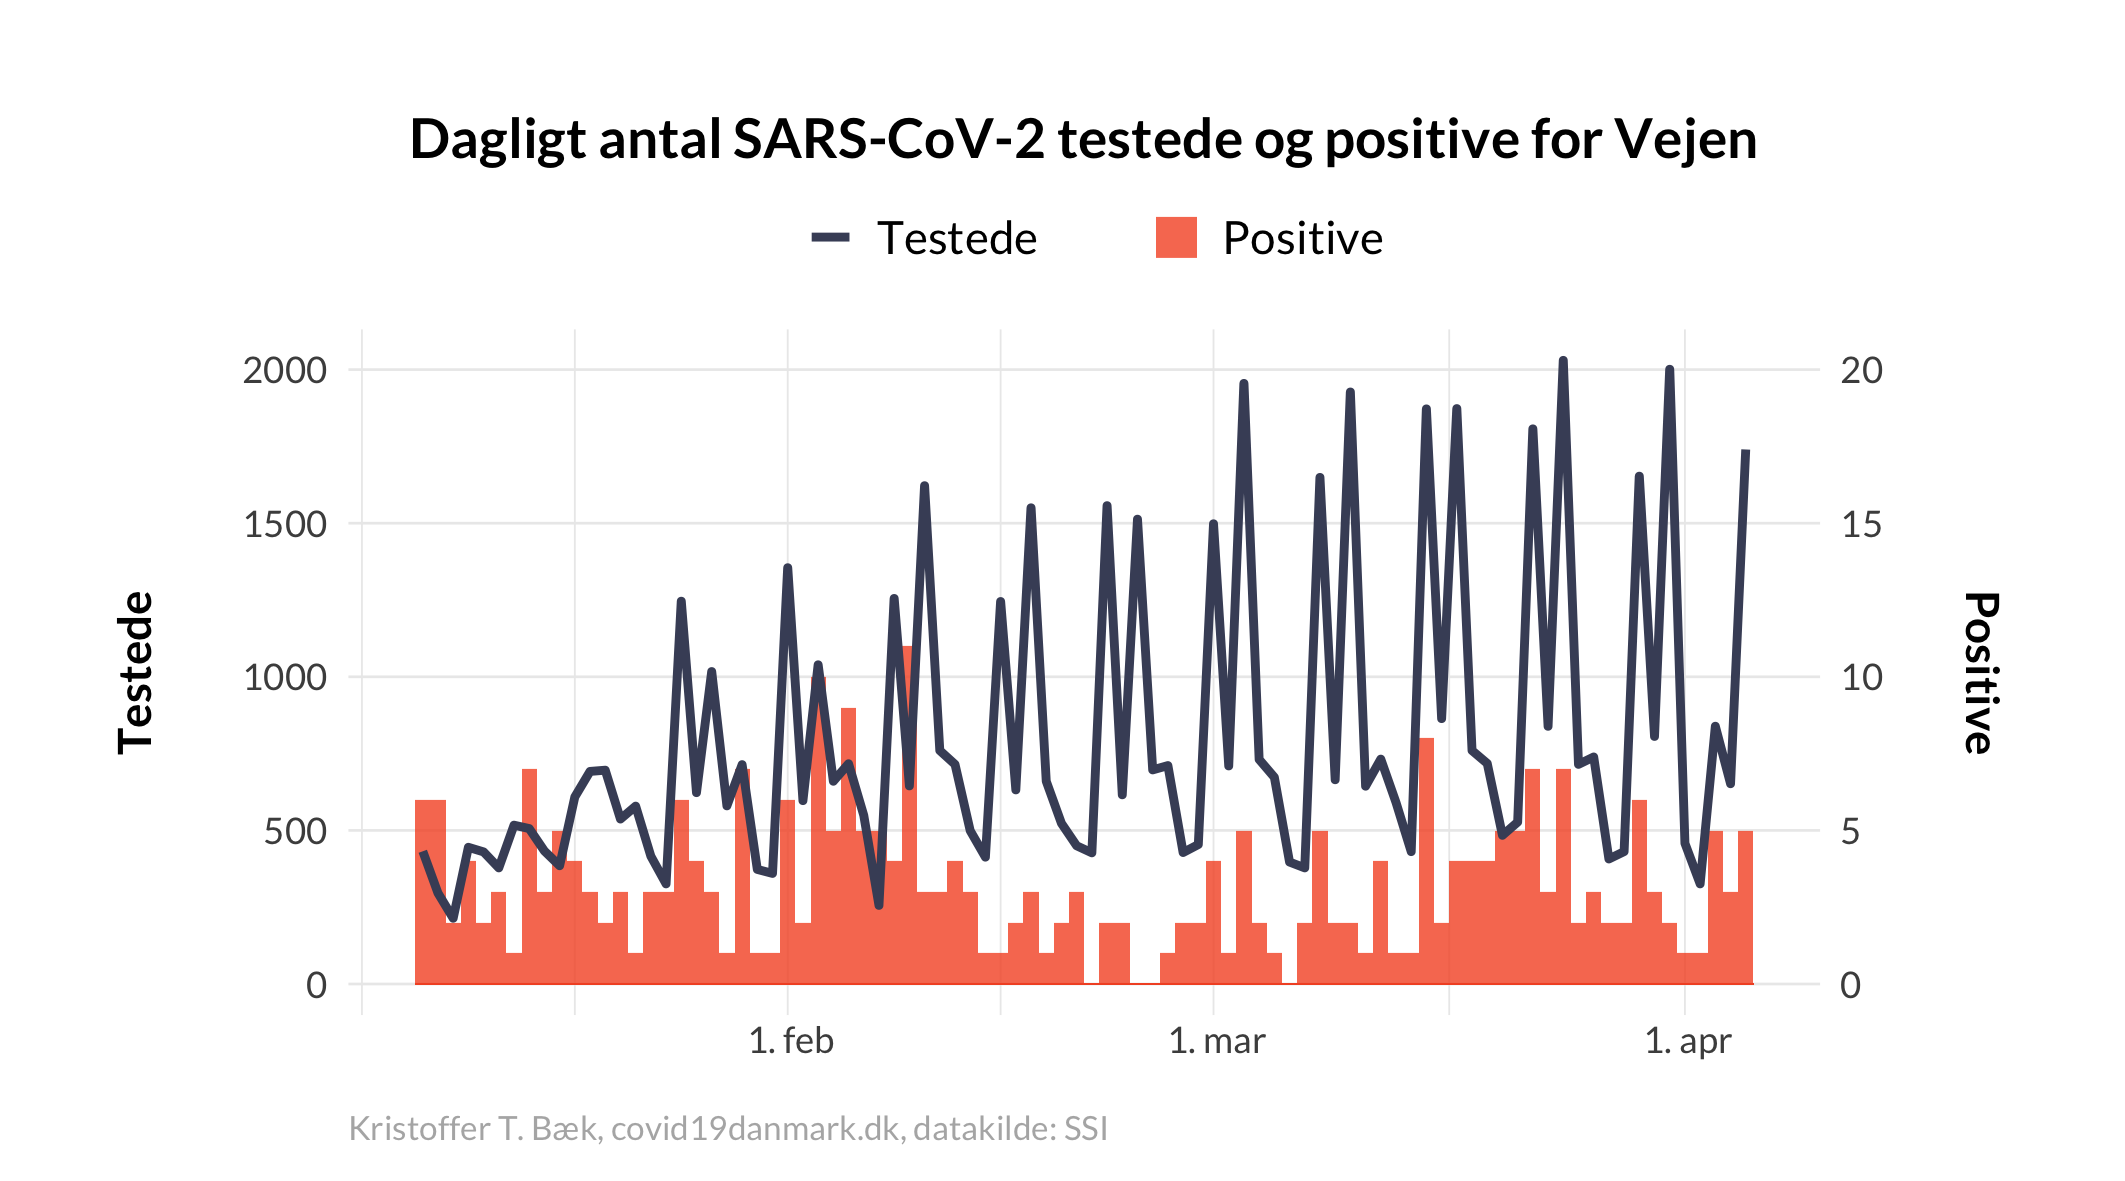 Dagligt antal SARS-CoV-2 testede og positive for Vejen
Testede
Positive
2000
1500
1000
500
0
20
15
10
5
0
Testede
Positive
1. feb
1. mar
1. apr
Kristoffer T. Bæk, covid19danmark.dk, datakilde: SSI